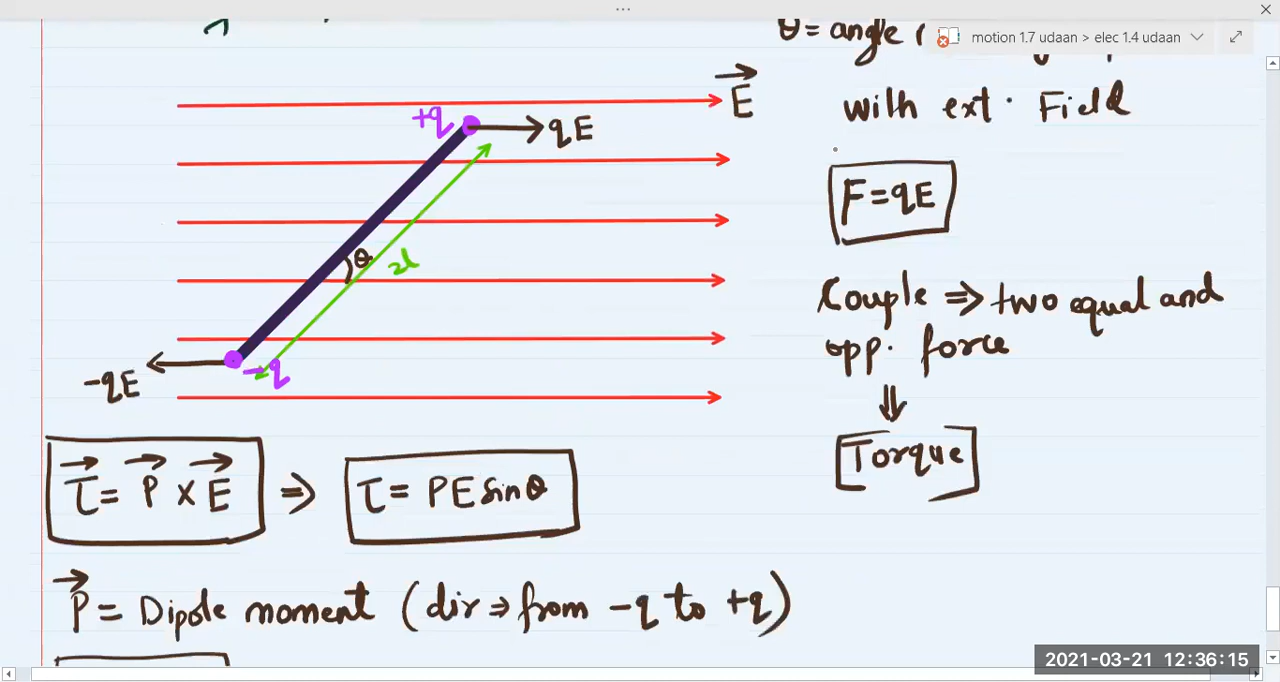 θ = angle
motion 1.7 udaan > elec 1.4 udaan
with ext. Field
E
+q
qE
F = qE
θ
2l
Couple ⇒ two equal and
opp. force
⇓
[Torque]
-qE
-q
τ⃗ = P⃗ × E⃗ ⇒ τ = PE sinθ
P⃗ = Dipole moment (dir ⇒ from -q to +q)
2021-03-21 12:36:15